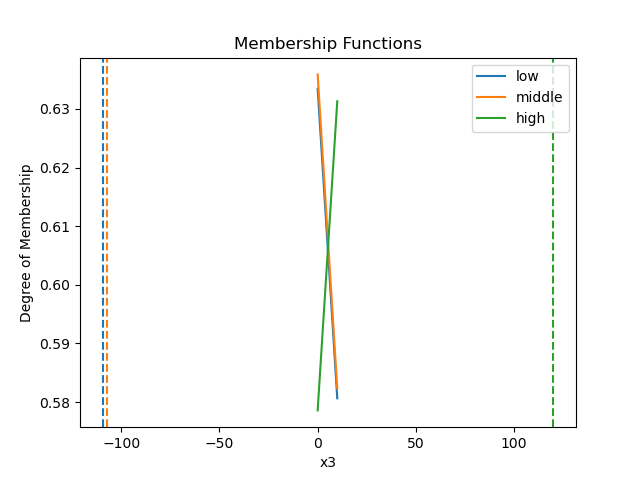 Membership Functions
low
middle
high
Degree of Membership
0.63
0.62
0.61
0.60
0.59
0.58
−100
−50
0
50
100
x3